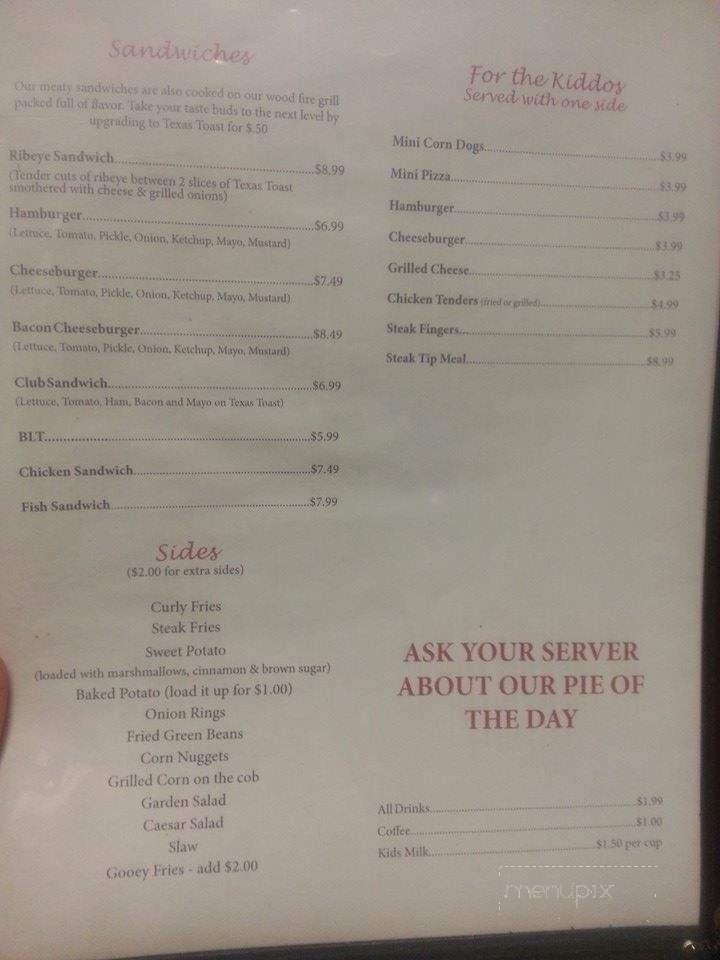 Sandwiches
Our meaty sandwiches are also cooked on our wood fire grill
packed full of flavor. Take your taste buds to the next level by
upgrading to Texas Toast for $.50
Ribeye Sandwich....................$8.99
(Tender cuts of ribeye between 2 slices of Texas Toast
smothered with cheese & grilled onions)
Hamburger....................$6.99
(Lettuce, Tomato, Pickle, Onion, Ketchup, Mayo, Mustard)
Cheeseburger....................$7.49
(Lettuce, Tomato, Pickle, Onion, Ketchup, Mayo, Mustard)
Bacon Cheeseburger....................$8.49
(Lettuce, Tomato, Pickle, Onion, Ketchup, Mayo, Mustard)
Club Sandwich....................$6.99
(Lettuce, Tomato, Ham, Bacon and Mayo on Texas Toast)
BLT....................$5.99
Chicken Sandwich....................$7.49
Fish Sandwich....................$7.99
Sides
($2.00 for extra sides)
Curly Fries
Steak Fries
Sweet Potato
(loaded with marshmallows, cinnamon & brown sugar)
Baked Potato (load it up for $1.00)
Onion Rings
Fried Green Beans
Corn Nuggets
Grilled Corn on the cob
Garden Salad
Caesar Salad
Slaw
Gooey Fries - add $2.00
For the Kiddos
Served with one side
Mini Corn Dogs....................$3.99
Mini Pizza....................$3.99
Hamburger....................$3.99
Cheeseburger....................$3.99
Grilled Cheese....................$3.25
Chicken Tenders (fried or grilled)....................$4.99
Steak Fingers....................$5.99
Steak Tip Meal....................$8.99
ASK YOUR SERVER
ABOUT OUR PIE OF
THE DAY
All Drinks....................$1.99
Coffee....................$1.00
Kids Milk....................$1.50 per cup
menupix